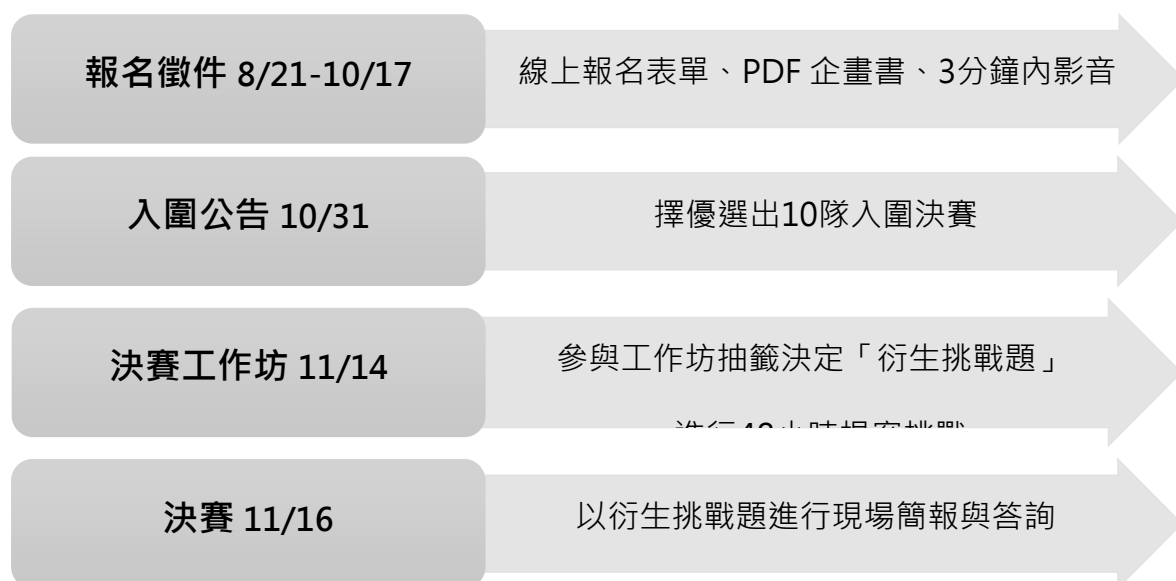 報名徵件 8/21-10/17
線上報名表單、PDF 企畫書、3分鐘內影音
入圍公告 10/31
擇優選出10隊入圍決賽
決賽工作坊 11/14
參與工作坊抽籤決定「衍生挑戰題」
決賽 11/16
以衍生挑戰題進行現場簡報與答詢